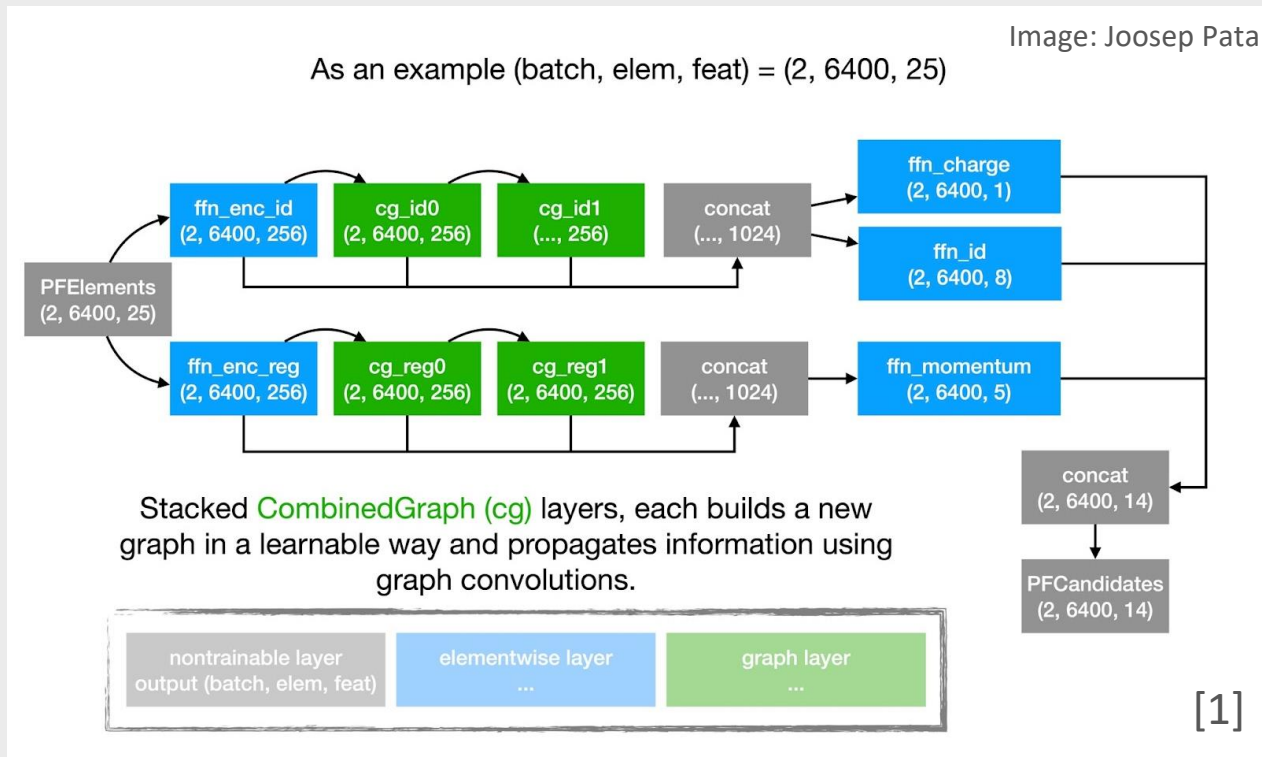 Image: Joosep Pata
As an example (batch, elem, feat) = (2, 6400, 25)
PFElements
(2, 6400, 25)
ffn_enc_id
(2, 6400, 256)
cg_id0
(2, 6400, 256)
cg_id1
(..., 256)
concat
(..., 1024)
ffn_charge
(2, 6400, 1)
ffn_id
(2, 6400, 8)
ffn_enc_reg
(2, 6400, 256)
cg_reg0
(2, 6400, 256)
cg_reg1
(2, 6400, 256)
concat
(..., 1024)
ffn_momentum
(2, 6400, 5)
concat
(2, 6400, 14)
PFCandidates
(2, 6400, 14)
Stacked CombinedGraph (cg) layers, each builds a new
graph in a learnable way and propagates information using
graph convolutions.
nontrainable layer
output (batch, elem, feat)
elementwise layer
...
graph layer
...
[1]